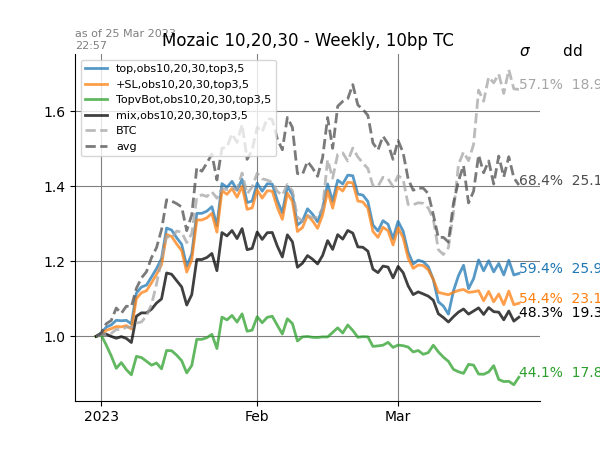 as of 25 Mar 2023
22:57
Mozaic 10,20,30 - Weekly, 10bp TC
σ dd
top,obs10,20,30,top3,5
+SL,obs10,20,30,top3,5
TopvBot,obs10,20,30,top3,5
mix,obs10,20,30,top3,5
BTC
avg
57.1% 18.9
68.4% 25.1
59.4% 25.9
54.4% 23.1
48.3% 19.3
44.1% 17.8
1.6
1.4
1.2
1.0
2023 Feb Mar